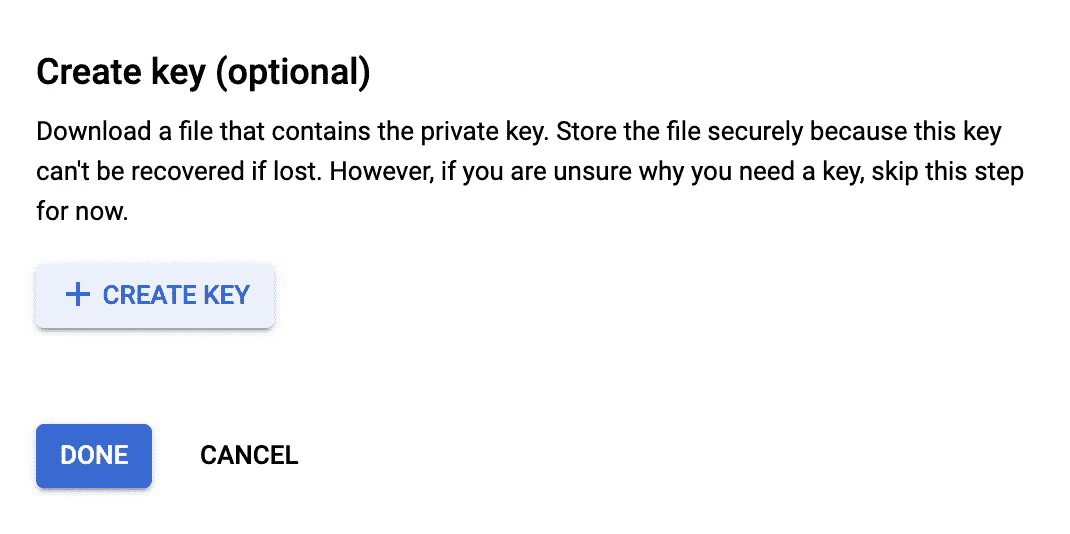 Create key (optional)
Download a file that contains the private key. Store the file securely because this key
can't be recovered if lost. However, if you are unsure why you need a key, skip this step
for now.
+ CREATE KEY
DONE
CANCEL